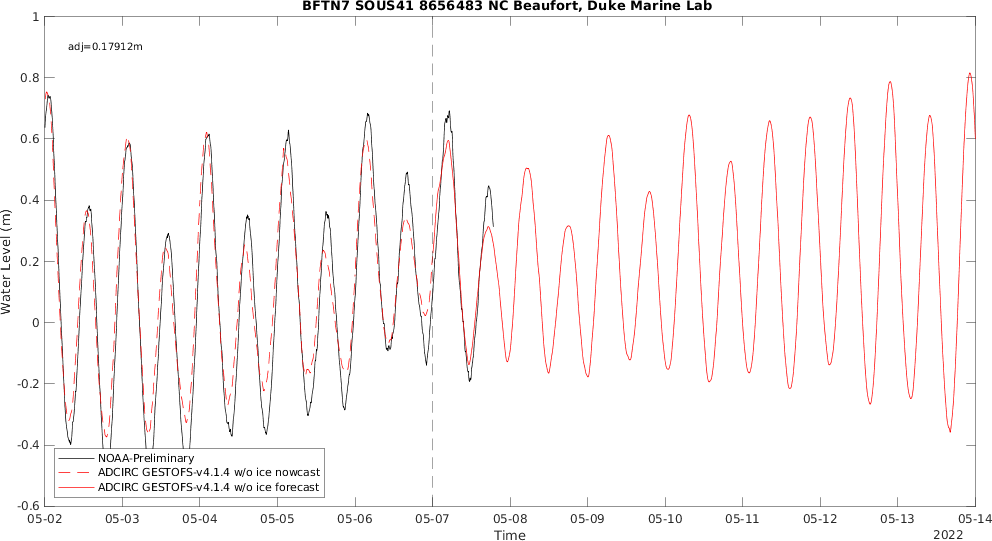 BFTN7 SOUS41 8656483 NC Beaufort, Duke Marine Lab
adj=0.17912m
Water Level (m)
1
0.8
0.6
0.4
0.2
0
-0.2
-0.4
-0.6
NOAA-Preliminary
ADCIRC GESTOFS-v4.1.4 w/o ice nowcast
ADCIRC GESTOFS-v4.1.4 w/o ice forecast
05-02 05-03 05-04 05-05 05-06 05-07 05-08 05-09 05-10 05-11 05-12 05-13 05-14
Time
2022